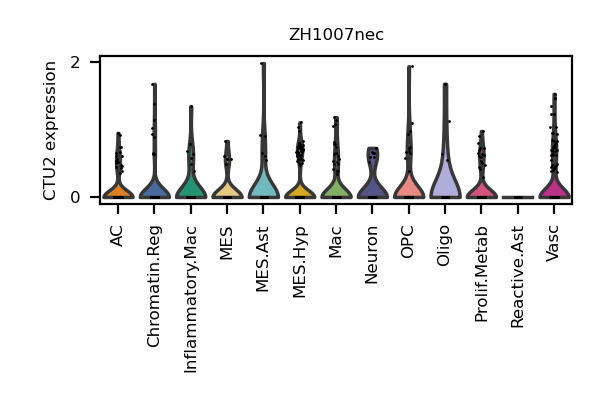 ZH1007nec
CTU2 expression
2
0
AC
Chromatin.Reg
Inflammatory.Mac
MES
MES.Ast
MES.Hyp
Mac
Neuron
OPC
Oligo
Prolif.Metab
Reactive.Ast
Vasc